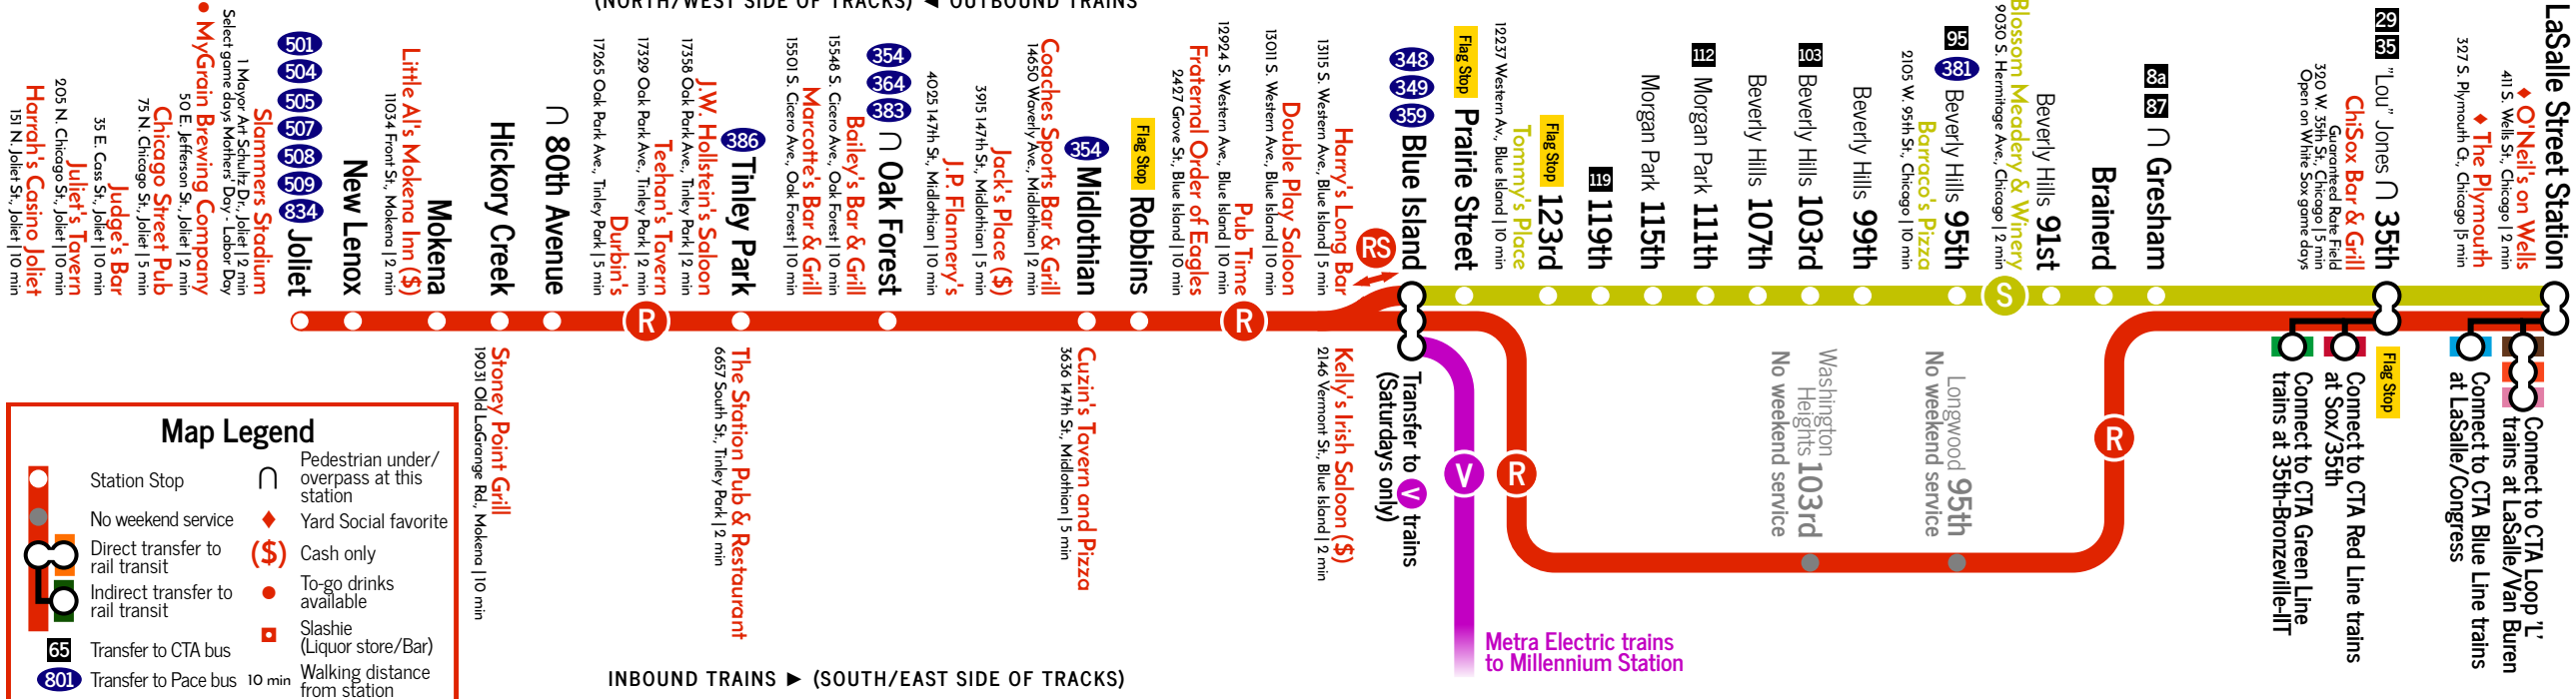 (NORTH/WEST SIDE OF TRACKS) ◄ OUTBOUND TRAINS
Harrah's Casino Joliet
151 N. Joliet St., Joliet | 10 min
Juliet's Tavern
205 N. Chicago St., Joliet | 10 min
Judge's Bar
35 E. Cass St., Joliet | 5 min
Chicago Street Pub
75 N. Chicago St., Joliet | 5 min
• MyGrain Brewing Company
50 E. Jefferson St., Joliet | 2 min
Slammers Stadium
1 Mayor Art Schultz Dr., Joliet | 2 min
Select game days Mothers' Day - Labor Day
501
504
505
507
508
509
834
Joliet
New Lenox
Little Al's Mokena Inn ($)
11034 Front St., Mokena | 2 min
Mokena
Hickory Creek
Stoney Point Grill
19031 Old LaGrange Rd., Mokena | 10 min
∩ 80th Avenue
Durbin's
17265 Oak Park Ave., Tinley Park | 5 min
Teehan's Tavern
17329 Oak Park Ave., Tinley Park | 2 min
J.W. Hollstein's Saloon
17358 Oak Park Ave., Tinley Park | 2 min
R
386
Tinley Park
The Station Pub & Restaurant
6657 South St., Tinley Park | 2 min
Marcotte's Bar & Grill
15501 S. Cicero Ave., Oak Forest | 10 min
Bailey's Bar & Grill
15548 S. Cicero Ave., Oak Forest | 10 min
354
364
383
∩ Oak Forest
J.P. Flannery's
4025 147th St., Midlothian | 10 min
Jack's Place ($)
3915 147th St., Midlothian | 5 min
Coaches Sports Bar & Grill
14650 Waverly Ave., Midlothian | 2 min
354
Midlothian
Cuzin's Tavern and Pizza
3636 147th St., Midlothian | 5 min
Flag Stop
Robbins
Fraternal Order of Eagles
2427 Grove St., Blue Island | 10 min
Pub Time
12924 S. Western Ave., Blue Island | 10 min
Double Play Saloon
13011 S. Western Ave., Blue Island | 10 min
Harry's Long Bar
13115 S. Western Ave., Blue Island | 5 min
R
Kelly's Irish Saloon ($)
2146 Vermont St., Blue Island | 2 min
RS
348
349
359
Blue Island
Transfer to V trains
(Saturdays only)
Flag Stop
Prairie Street
Tommy's Place
12237 Western Av., Blue Island | 10 min
Flag Stop
123rd
119
119th
Morgan Park 115th
112
Morgan Park 111th
Beverly Hills 107th
103
Beverly Hills 103rd
Beverly Hills 99th
Barraco's Pizza
2105 W. 95th St., Chicago | 10 min
95
381
Beverly Hills 95th
Blossom Meadery & Winery
9030 S. Hermitage Ave., Chicago | 2 min
S
Beverly Hills 91st
Brainerd
8a
87
∩ Gresham
ChiSox Bar & Grill
Guaranteed Rate Field
320 W. 35th St., Chicago | 5 min
Open on White Sox game days
29
35
"Lou" Jones ∩ 35th
Flag Stop
♦ The Plymouth
327 S. Plymouth Ct., Chicago | 5 min
♦ O'Neil's on Wells
411 S. Wells St., Chicago | 2 min
LaSalle Street Station
V
R
Washington
Heights 103rd
No weekend service
Longwood 95th
No weekend service
R
Connect to CTA Green Line
trains at 35th-Bronzeville-IIT
Connect to CTA Red Line trains
at Sox/35th
Connect to CTA Blue Line trains
at LaSalle/Congress
Connect to CTA Loop 'L'
trains at LaSalle/Van Buren
Metra Electric trains
to Millennium Station
INBOUND TRAINS ► (SOUTH/EAST SIDE OF TRACKS)
Map Legend
Station Stop
No weekend service
Direct transfer to
rail transit
Indirect transfer to
rail transit
65 Transfer to CTA bus
801 Transfer to Pace bus
∩ Pedestrian under/
overpass at this
station
♦ Yard Social favorite
($) Cash only
To-go drinks
available
Slashie
(Liquor store/Bar)
10 min Walking distance
from station